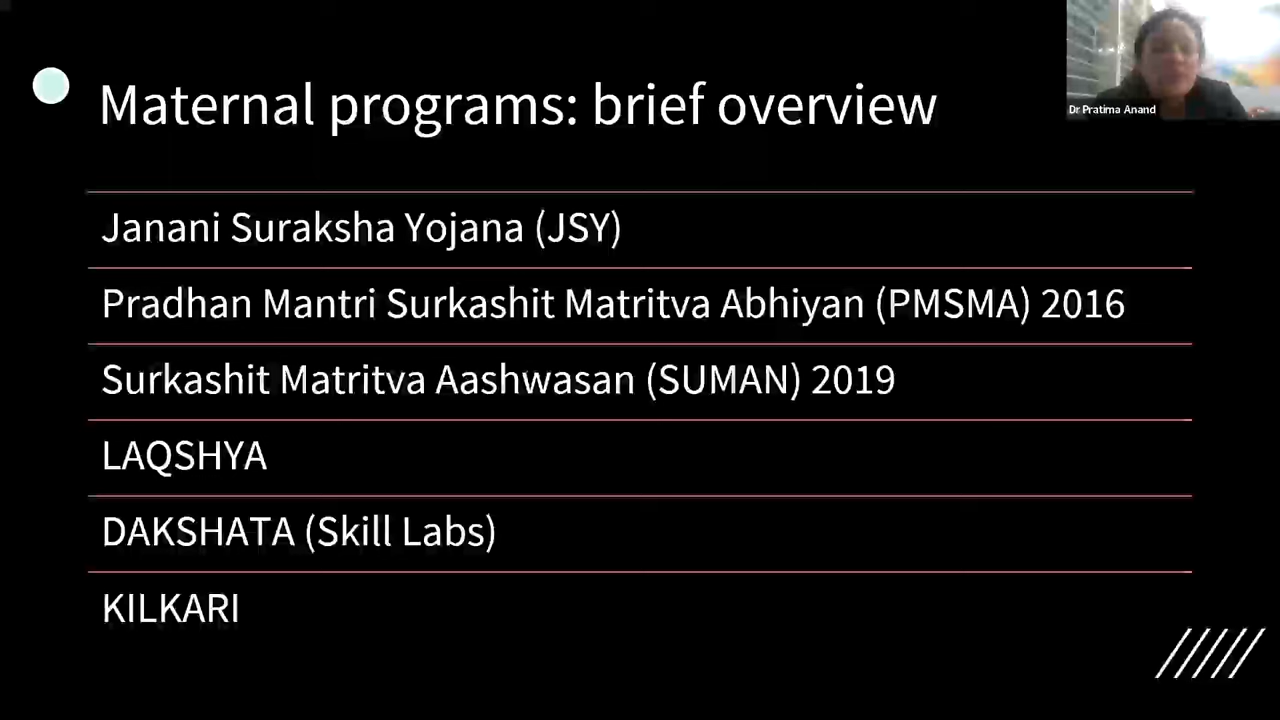 Maternal programs: brief overview
Dr Pratima Anand
Janani Suraksha Yojana (JSY)
Pradhan Mantri Surkashit Matritva Abhiyan (PMSMA) 2016
Surkashit Matritva Aashwasan (SUMAN) 2019
LAQSHYA
DAKSHATA (Skill Labs)
KILKARI